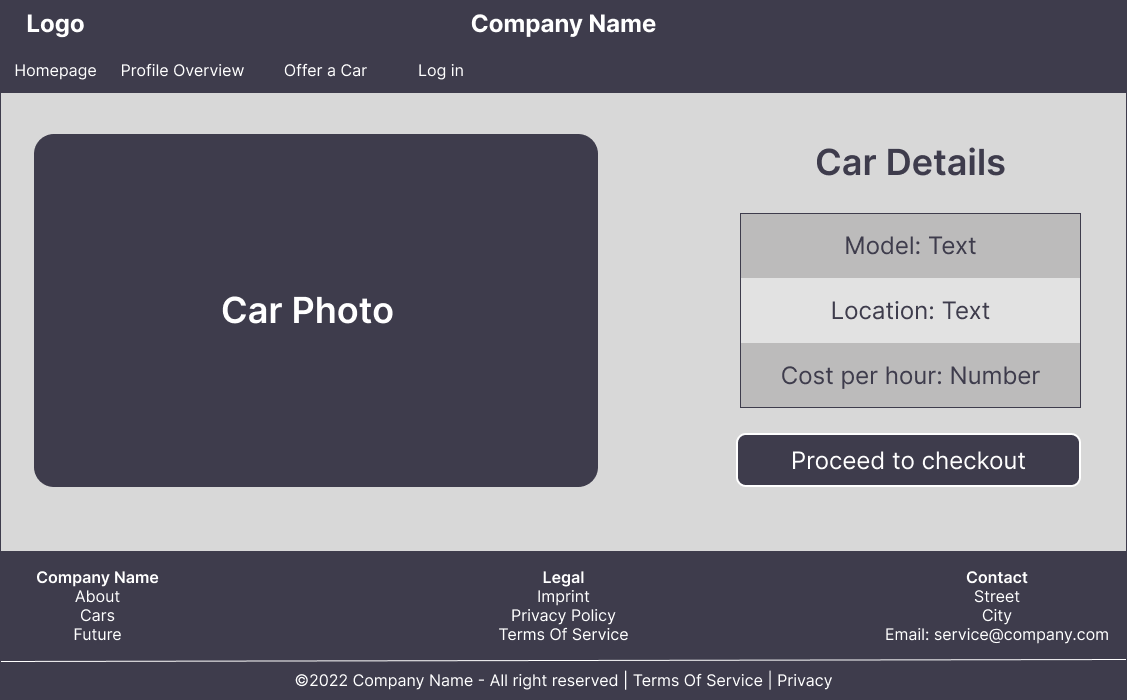 Logo
Company Name
Homepage Profile Overview Offer a Car Log in
Car Photo
Car Details
Model: Text
Location: Text
Cost per hour: Number
Proceed to checkout
Company Name
About
Cars
Future
Legal
Imprint
Privacy Policy
Terms Of Service
Contact
Street
City
Email: service@company.com
©2022 Company Name - All right reserved | Terms Of Service | Privacy